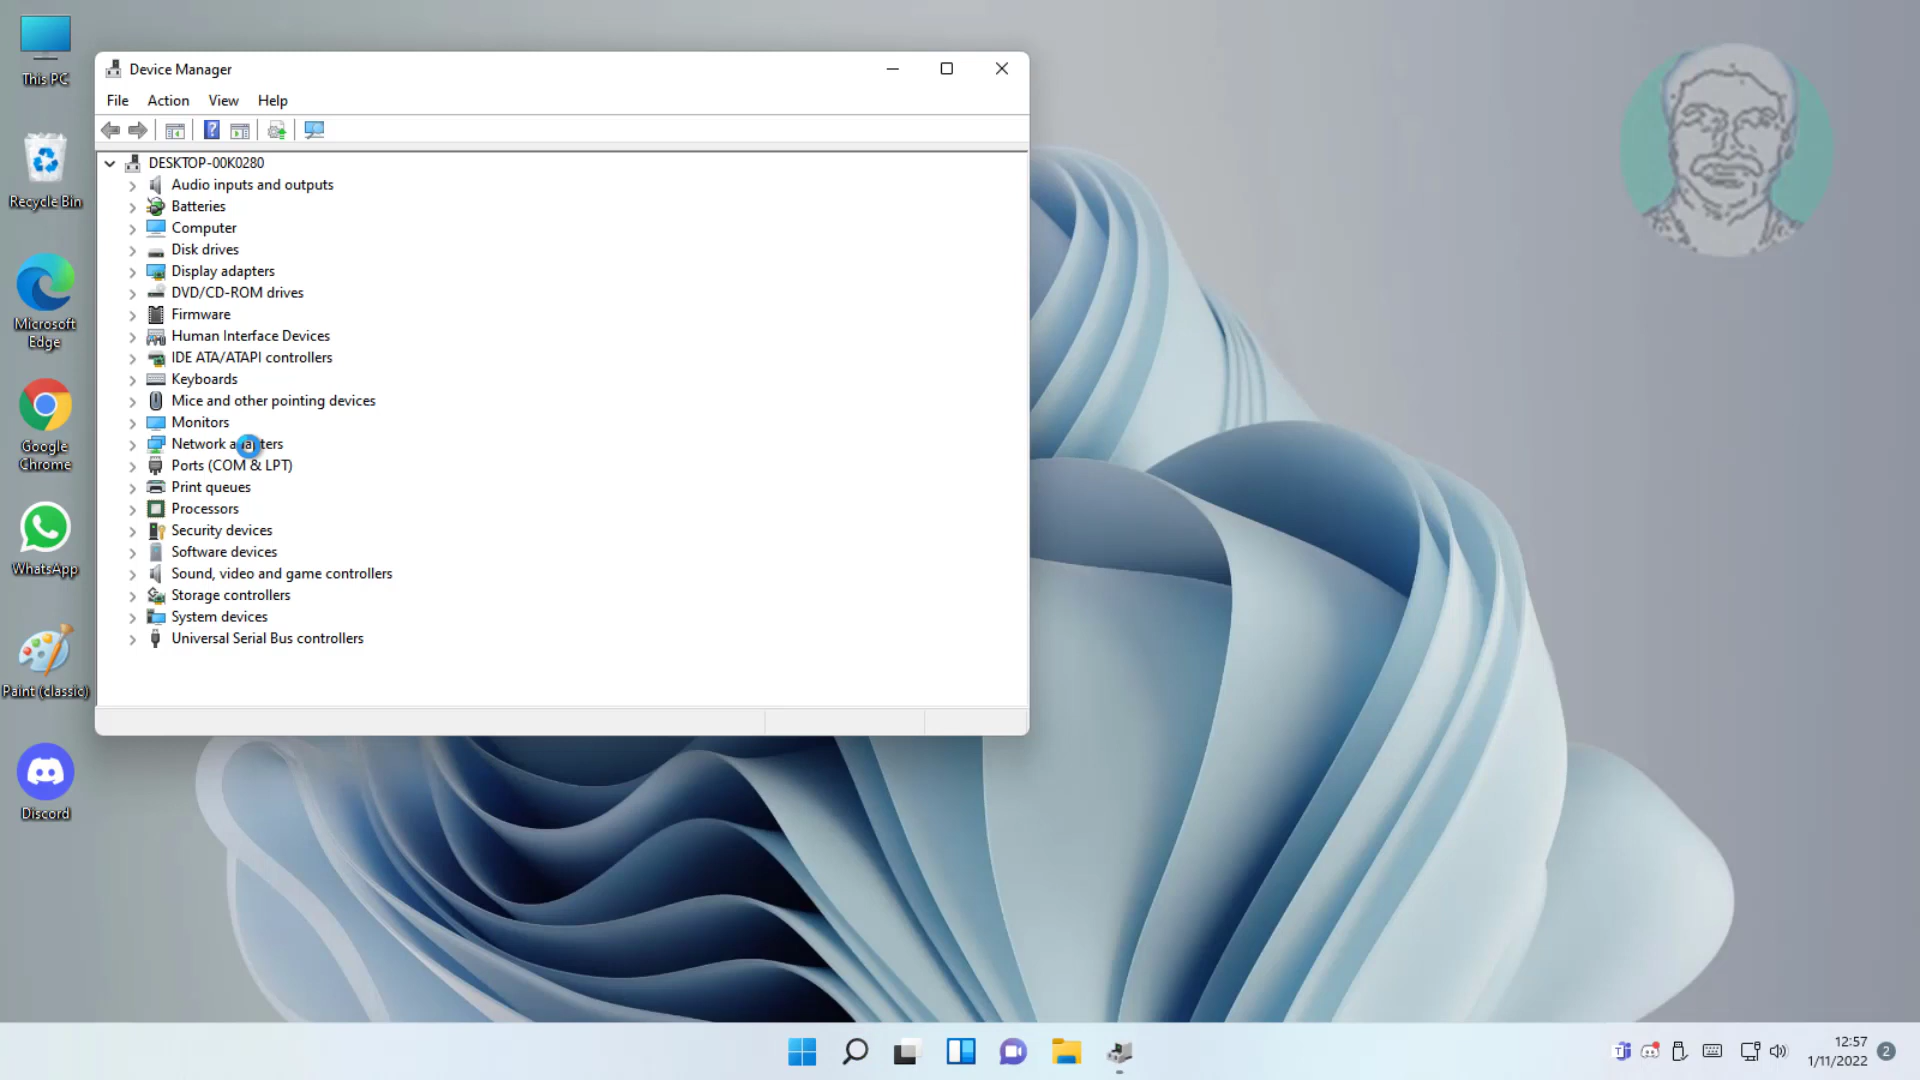 This PC
Recycle Bin
Microsoft
Edge
Google
Chrome
WhatsApp
Paint (classic)
Discord
Device Manager
File Action View Help
DESKTOP-00K0280
Audio inputs and outputs
Batteries
Computer
Disk drives
Display adapters
DVD/CD-ROM drives
Firmware
Human Interface Devices
IDE ATA/ATAPI controllers
Keyboards
Mice and other pointing devices
Monitors
Network adapters
Ports (COM & LPT)
Print queues
Processors
Security devices
Software devices
Sound, video and game controllers
Storage controllers
System devices
Universal Serial Bus controllers
12:57
1/11/2022
2